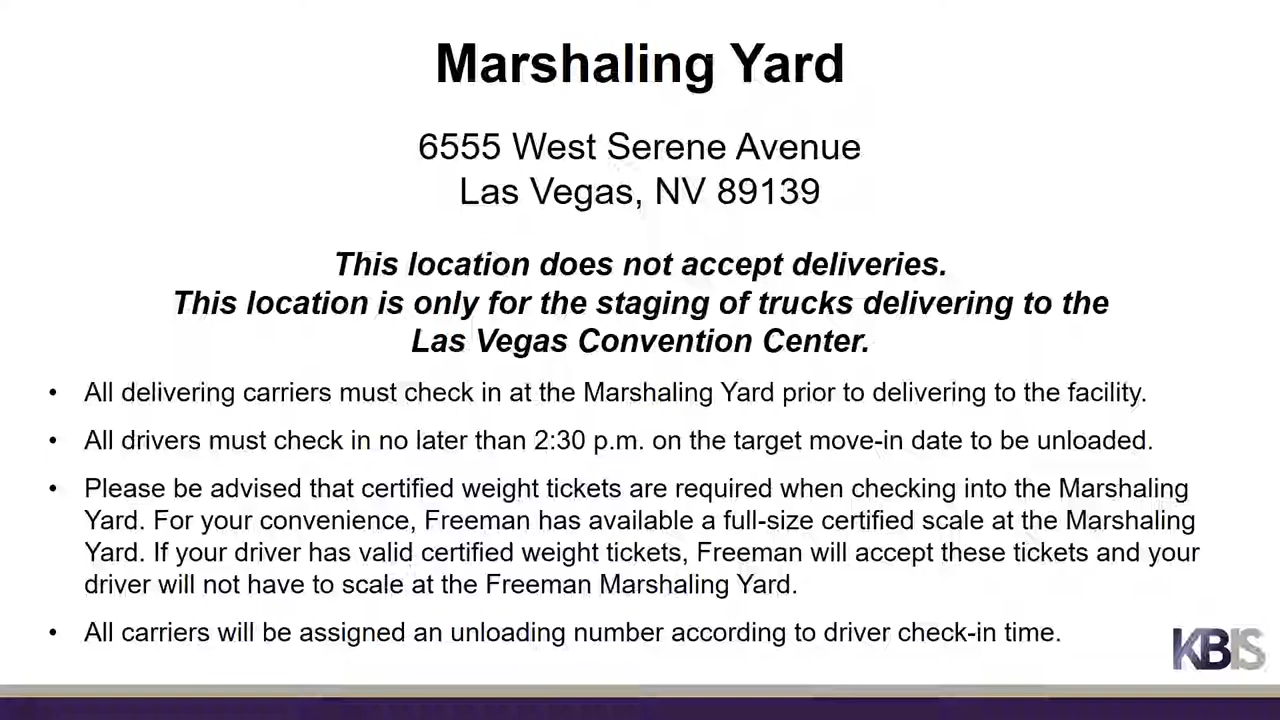 Marshaling Yard
6555 West Serene Avenue
Las Vegas, NV 89139
This location does not accept deliveries.
This location is only for the staging of trucks delivering to the
Las Vegas Convention Center.
• All delivering carriers must check in at the Marshaling Yard prior to delivering to the facility.
• All drivers must check in no later than 2:30 p.m. on the target move-in date to be unloaded.
• Please be advised that certified weight tickets are required when checking into the Marshaling
Yard. For your convenience, Freeman has available a full-size certified scale at the Marshaling
Yard. If your driver has valid certified weight tickets, Freeman will accept these tickets and your
driver will not have to scale at the Freeman Marshaling Yard.
• All carriers will be assigned an unloading number according to driver check-in time.
KBIS